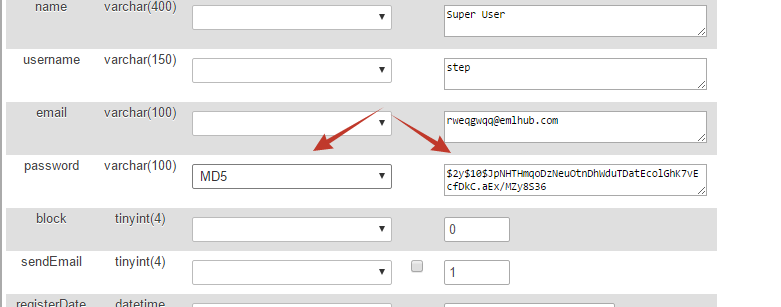 name varchar(400) Super User
username varchar(150) step
email varchar(100) rweqgwqq@emlhub.com
password varchar(100) MD5 $2y$10$JpNHTHmqoDzNeuOtnDhWduTDatEcolGhK7vE
cfDkC.aEx/MZy8S36
block tinyint(4) 0
sendEmail tinyint(4) 1
registerDate datetime